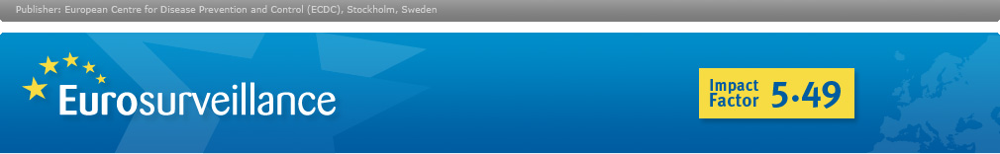 Publisher: European Centre for Disease Prevention and Control (ECDC), Stockholm, Sweden
Eurosurveillance
Impact
Factor 5.49